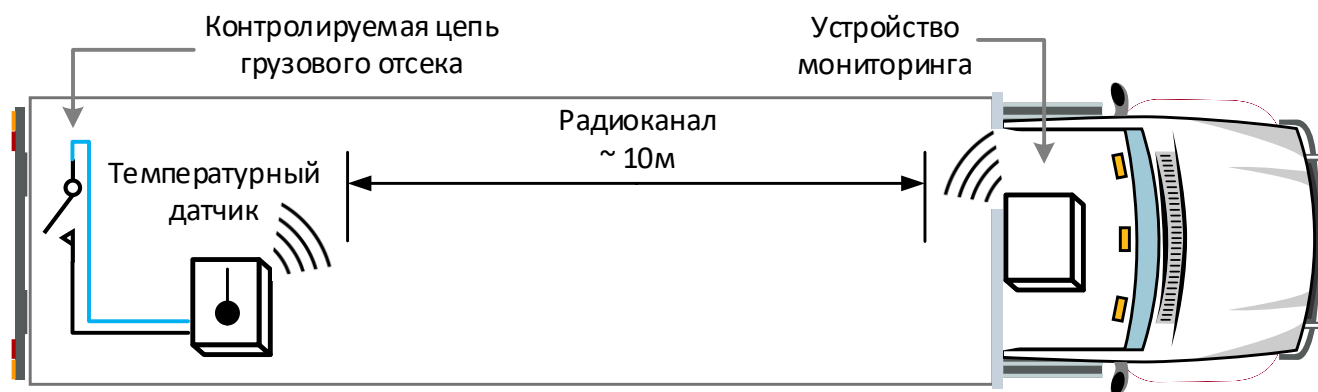 Контролируемая цепь
грузового отсека
Устройство
мониторинга
Радиоканал
~ 10м
Температурный
датчик